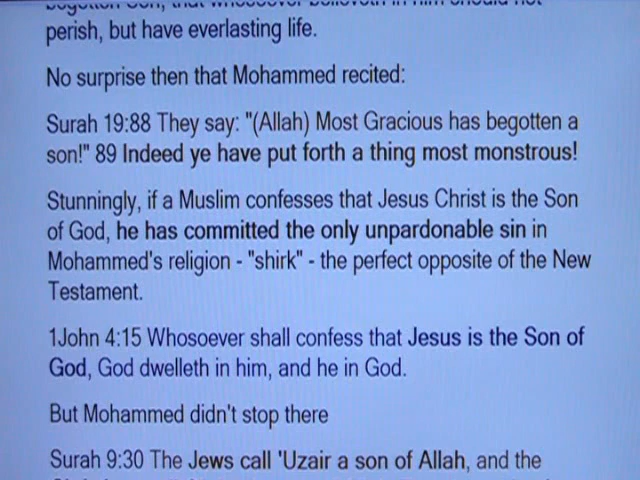 perish, but have everlasting life.
No surprise then that Mohammed recited:
Surah 19:88 They say: "(Allah) Most Gracious has begotten a
son!" 89 Indeed ye have put forth a thing most monstrous!
Stunningly, if a Muslim confesses that Jesus Christ is the Son
of God, he has committed the only unpardonable sin in
Mohammed's religion - "shirk" - the perfect opposite of the New
Testament.
1John 4:15 Whosoever shall confess that Jesus is the Son of
God, God dwelleth in him, and he in God.
But Mohammed didn't stop there
Surah 9:30 The Jews call 'Uzair a son of Allah, and the